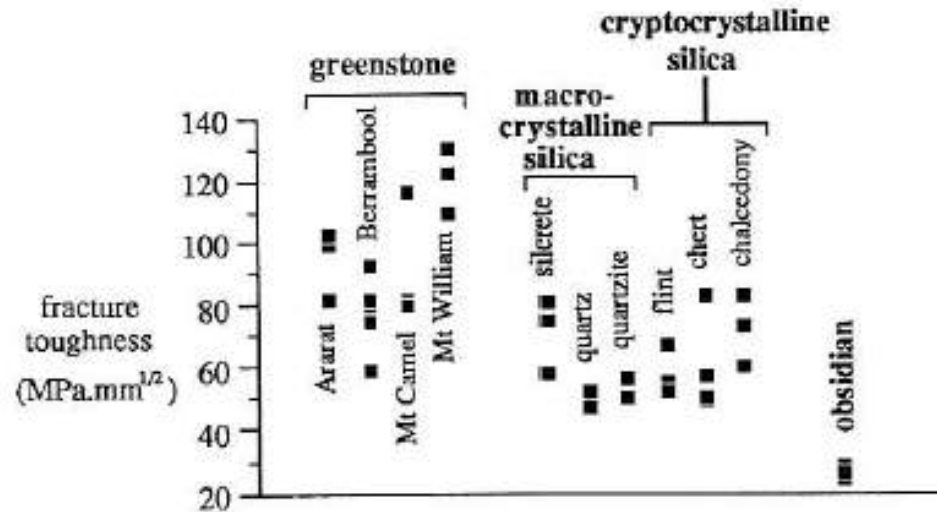 cryptocrystalline
silica
greenstone
macro-
crystalline
silica
140
120
100
80
60
40
20
fracture
toughness
(MPa.mm1/2)
Ararat
Berrambool
Mt Camel
Mt William
silcrete
quartz
quartzite
flint
chert
chalcedony
obsidian